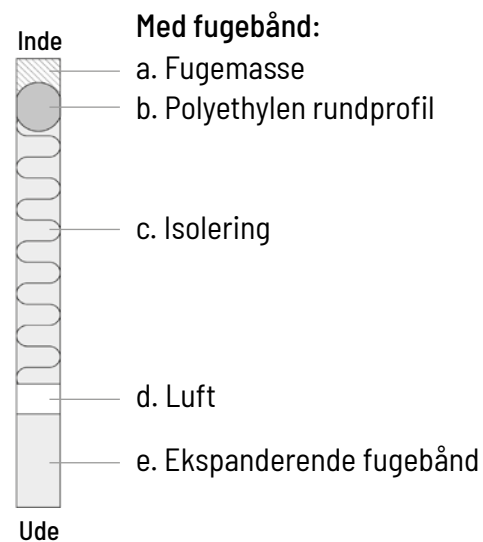 Inde
Med fugebånd:
a. Fugemasse
b. Polyethylen rundprofil
c. Isolering
d. Luft
e. Ekspanderende fugebånd
Ude